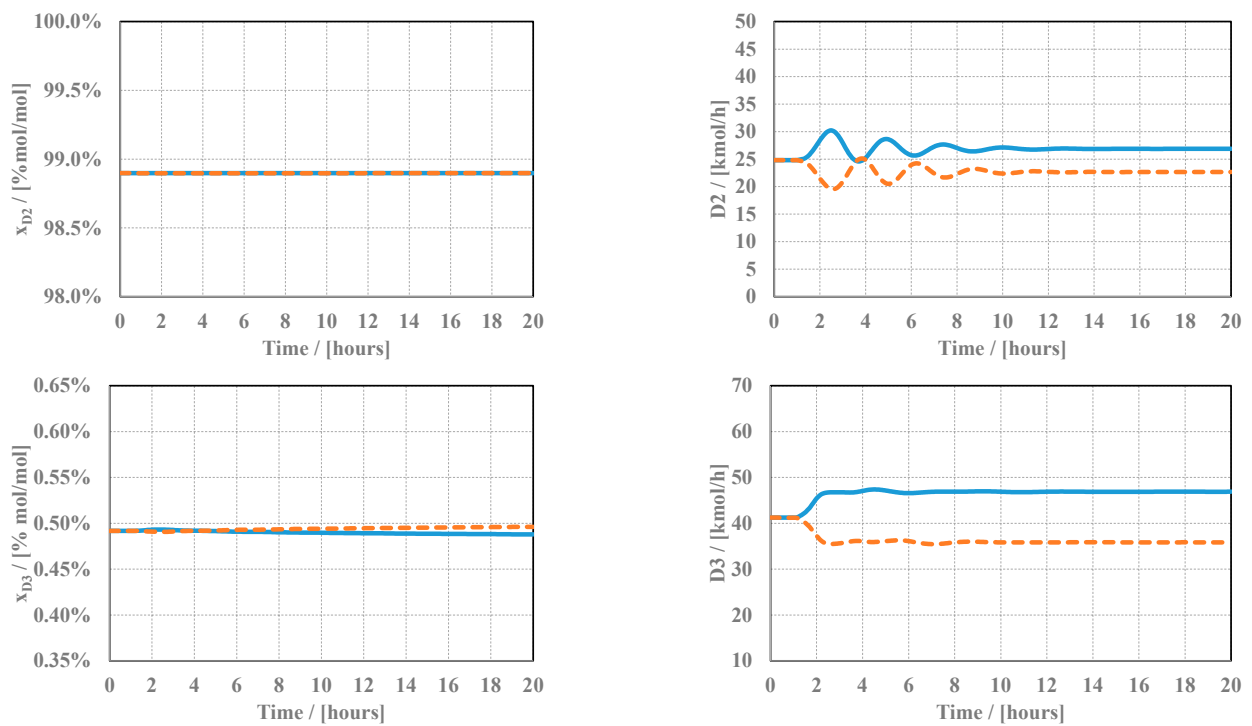 100.0%
99.5%
99.0%
98.5%
98.0%
x_D2 / [% mol/mol]
0 2 4 6 8 10 12 14 16 18 20
Time / [hours]
50
45
40
35
30
25
20
15
10
5
0
D2 / [kmol/h]
0 2 4 6 8 10 12 14 16 18 20
Time / [hours]
0.65%
0.60%
0.55%
0.50%
0.45%
0.40%
0.35%
x_D3 / [% mol/mol]
0 2 4 6 8 10 12 14 16 18 20
Time / [hours]
70
60
50
40
30
20
10
D3 / [kmol/h]
0 2 4 6 8 10 12 14 16 18 20
Time / [hours]